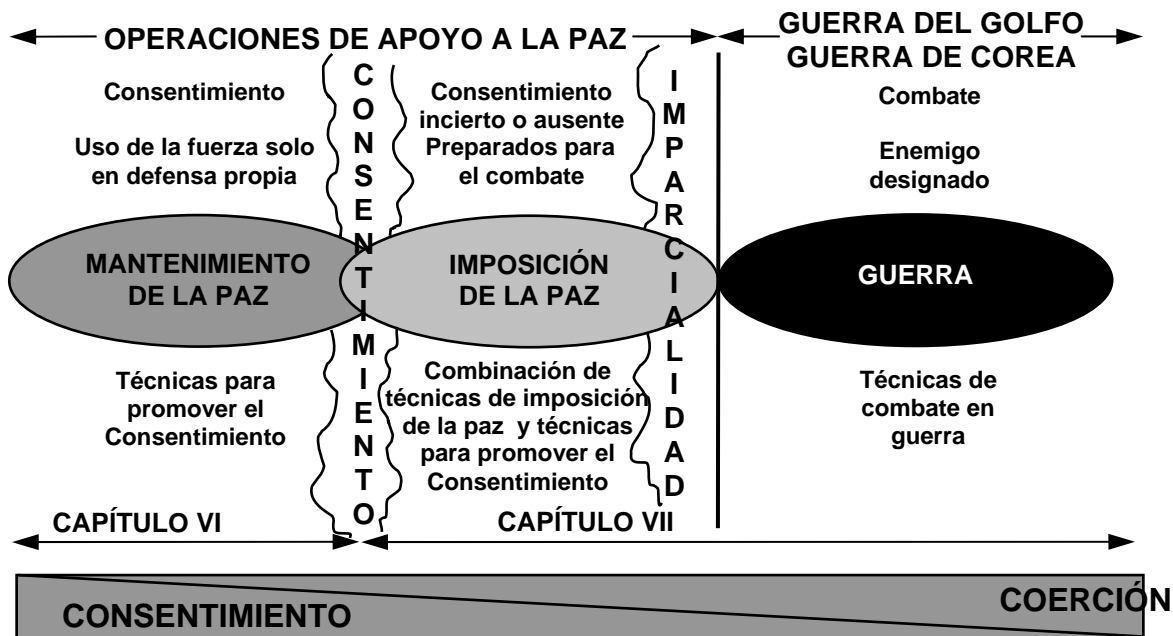 OPERACIONES DE APOYO A LA PAZ
GUERRA DEL GOLFO
GUERRA DE COREA
Consentimiento
Uso de la fuerza solo
en defensa propia
CONSENTIMIENTO
Consentimiento
incierto o ausente
Preparados para
el combate
IMPARCIALIDAD
Combate
Enemigo
designado
MANTENIMIENTO
DE LA PAZ
IMPOSICIÓN
DE LA PAZ
GUERRA
Técnicas para
promover el
Consentimiento
Combinación de
técnicas de imposición
de la paz y técnicas
para promover el
Consentimiento
Técnicas de
combate en
guerra
CAPÍTULO VI
CAPÍTULO VII
CONSENTIMIENTO
COERCIÓN